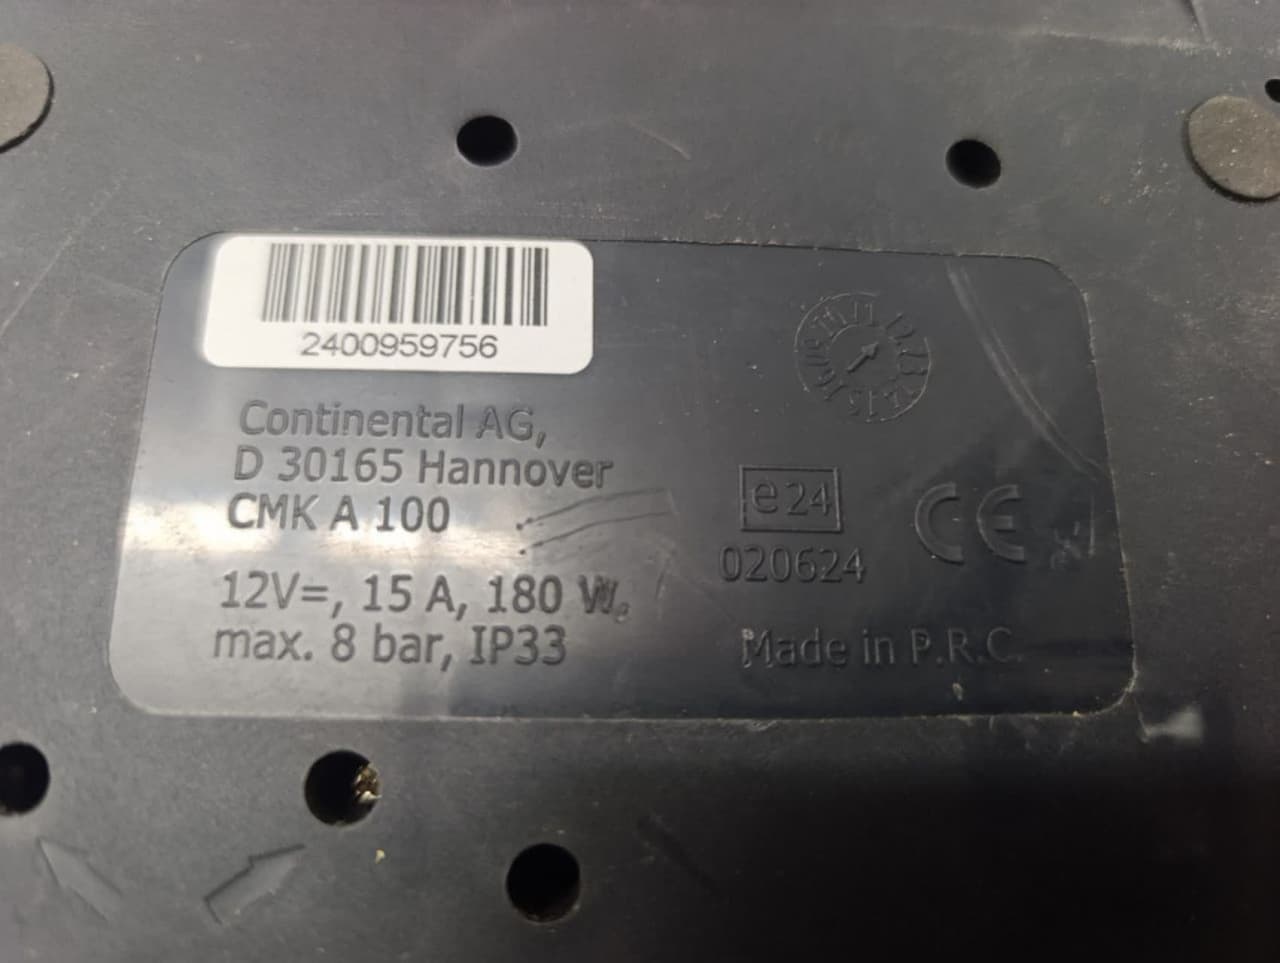 2400959756
Continental AG,
D 30165 Hannover
CMK A 100
12V=, 15 A, 180 W
max. 8 bar, IP33
e24
020624
CE
Made in P.R.C.